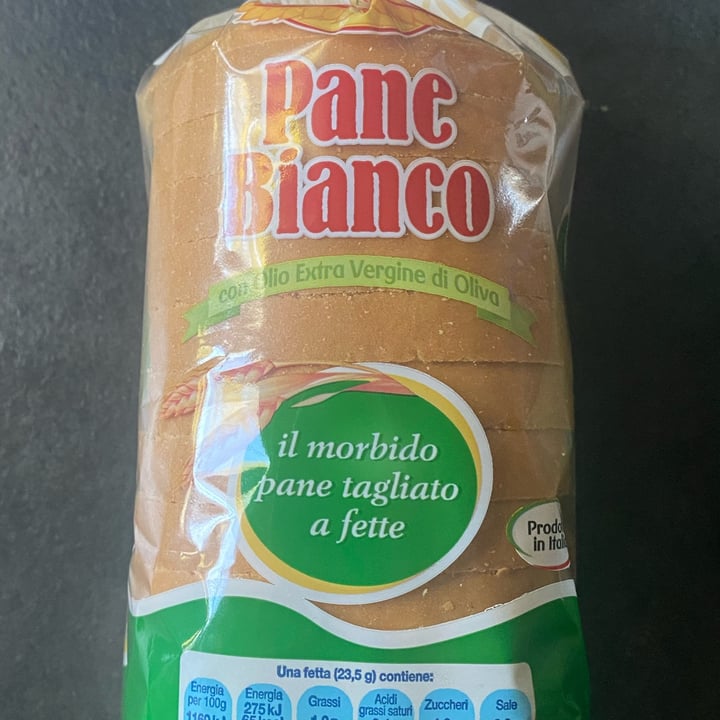 Pane
Bianco
con Olio Extra Vergine di Oliva
il morbido
pane tagliato
a fette
in
Una fetta (23,5 g) contiene:
Energia
per 100g
Energia
275 kJ
Grassi
Acidi
grassi saturi
Zuccheri
Sale